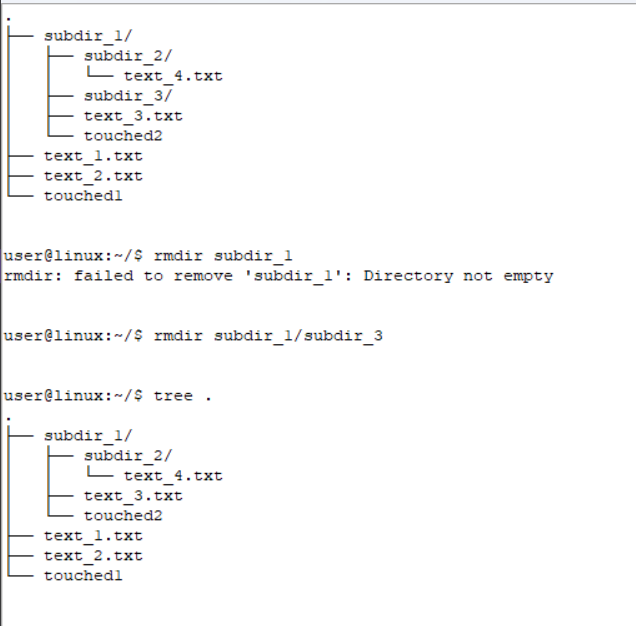 .
├── subdir_1/
│   ├── subdir_2/
│   │   └── text_4.txt
│   ├── subdir_3/
│   ├── text_3.txt
│   └── touched2
├── text_1.txt
├── text_2.txt
└── touched1
user@linux:~/$ rmdir subdir_1
rmdir: failed to remove 'subdir_1': Directory not empty
user@linux:~/$ rmdir subdir_1/subdir_3
user@linux:~/$ tree .
.
├── subdir_1/
│   ├── subdir_2/
│   │   └── text_4.txt
│   ├── text_3.txt
│   └── touched2
├── text_1.txt
├── text_2.txt
└── touched1